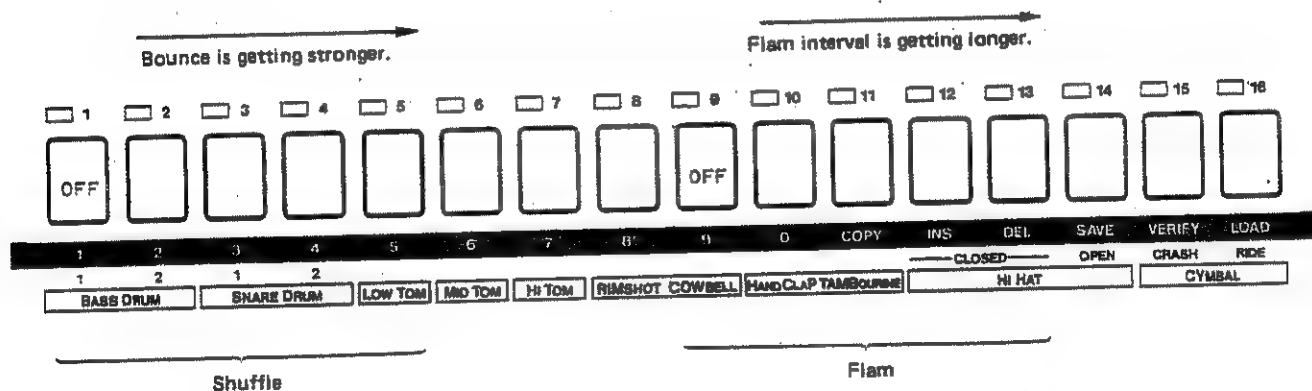 Bounce is getting stronger.
Flam interval is getting longer.
1 2 3 4 5 6 7 8 9 10 11 12 13 14 15 16
OFF OFF
1 2 3 4 5 6 7 8 9 0 COPY INS DEL SAVE VERIFY LOAD
1 2 1 2 CLOSED OPEN CRASH RIDE
BASS DRUM SNARE DRUM LOW TOM MID TOM HI TOM RIMSHOT COWBELL HAND CLAP TAMBOURINE HI HAT CYMBAL
Shuffle Flam